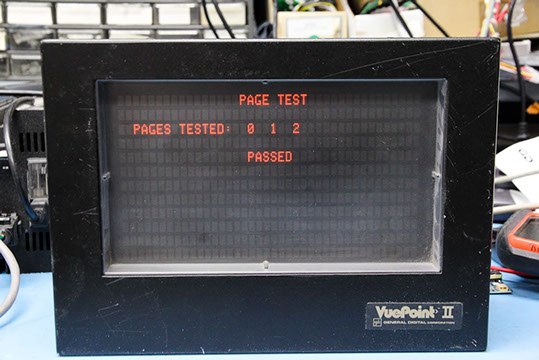 PAGE TEST
PAGES TESTED: 0 1 2
PASSED
VuePoint II
GENERAL DIGITAL CORPORATION